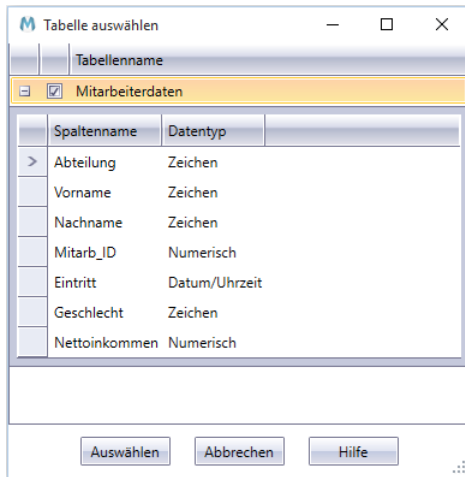 Tabelle auswählen
Tabellenname
Mitarbeiterdaten
Spaltenname Datentyp
Abteilung Zeichen
Vorname Zeichen
Nachname Zeichen
Mitarb_ID Numerisch
Eintritt Datum/Uhrzeit
Geschlecht Zeichen
Nettoinkommen Numerisch
Auswählen Abbrechen Hilfe